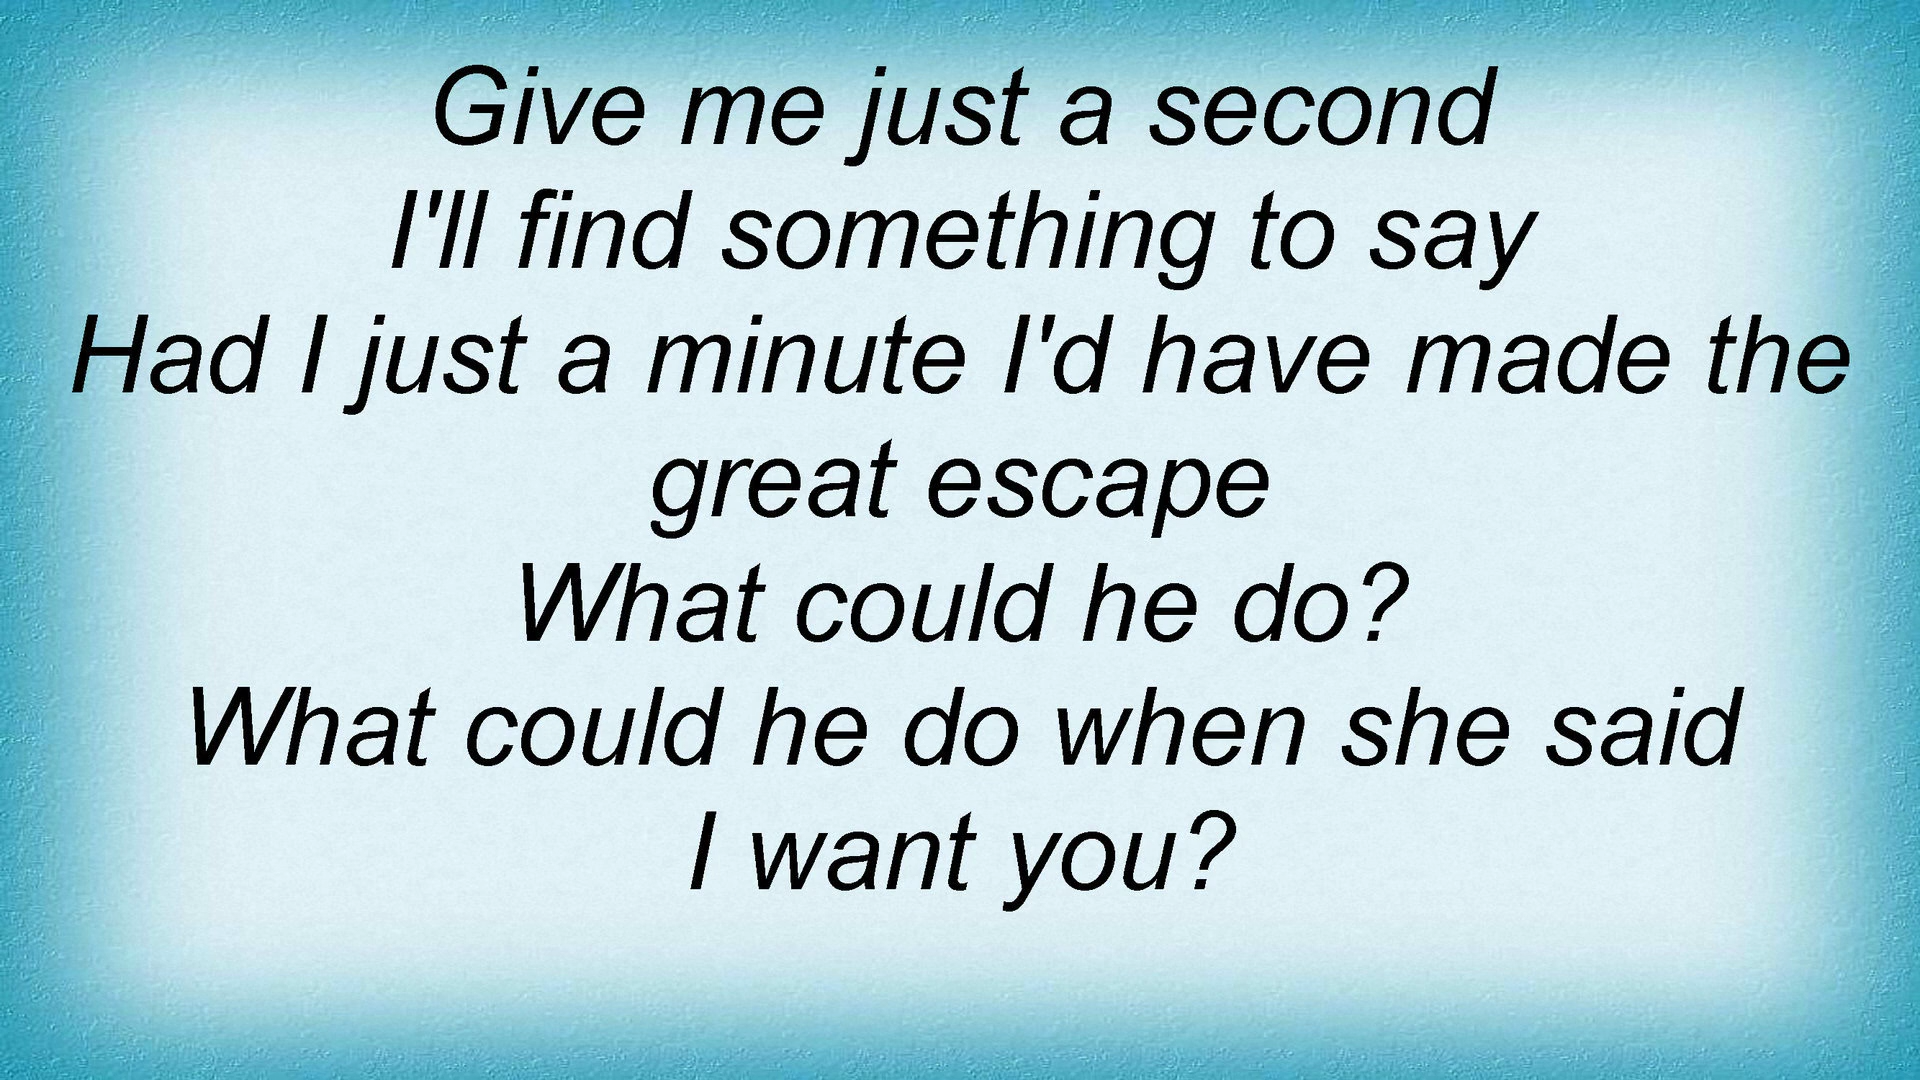 Give me just a second
I'll find something to say
Had I just a minute I'd have made the
great escape
What could he do?
What could he do when she said
I want you?